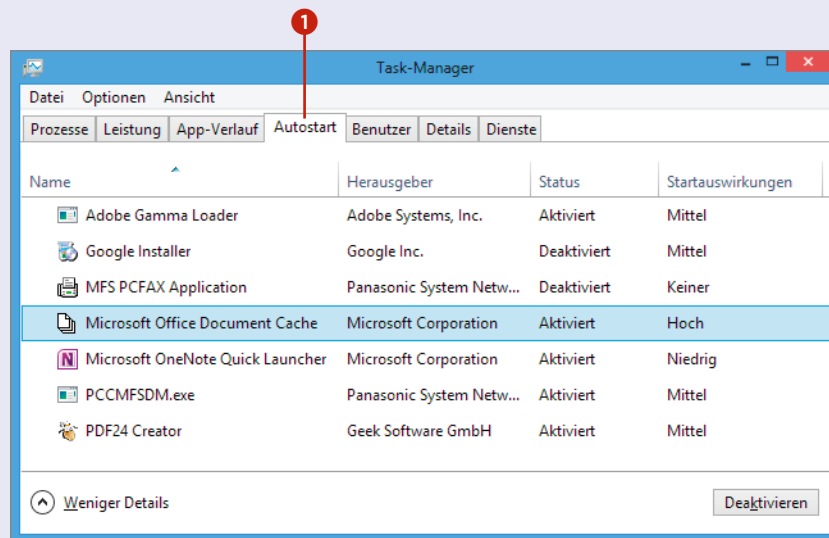 1
Task-Manager
Datei Optionen Ansicht
Prozesse Leistung App-Verlauf Autostart Benutzer Details Dienste
Name Herausgeber Status Startauswirkungen
Adobe Gamma Loader Adobe Systems, Inc. Aktiviert Mittel
Google Installer Google Inc. Deaktiviert Mittel
MFS PCFAX Application Panasonic System Netw... Deaktiviert Keiner
Microsoft Office Document Cache Microsoft Corporation Aktiviert Hoch
Microsoft OneNote Quick Launcher Microsoft Corporation Aktiviert Niedrig
PCCMFSDM.exe Panasonic System Netw... Aktiviert Mittel
PDF24 Creator Geek Software GmbH Aktiviert Mittel
Weniger Details Deaktivieren